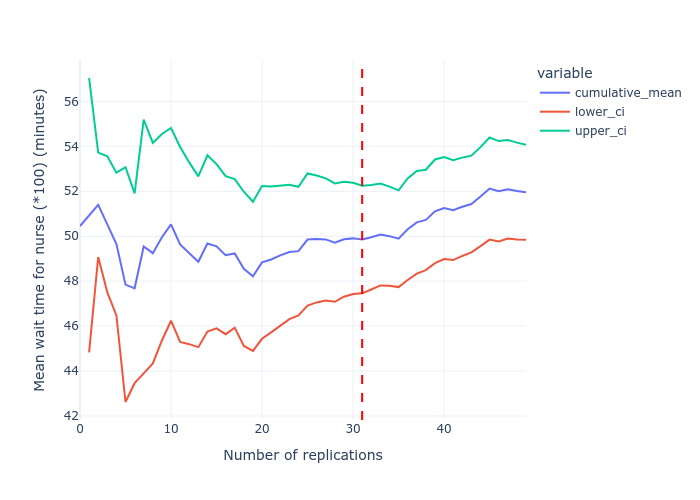 variable
cumulative_mean
lower_ci
upper_ci
Mean wait time for nurse (*100) (minutes)
56
54
52
50
48
46
44
42
0 10 20 30 40
Number of replications